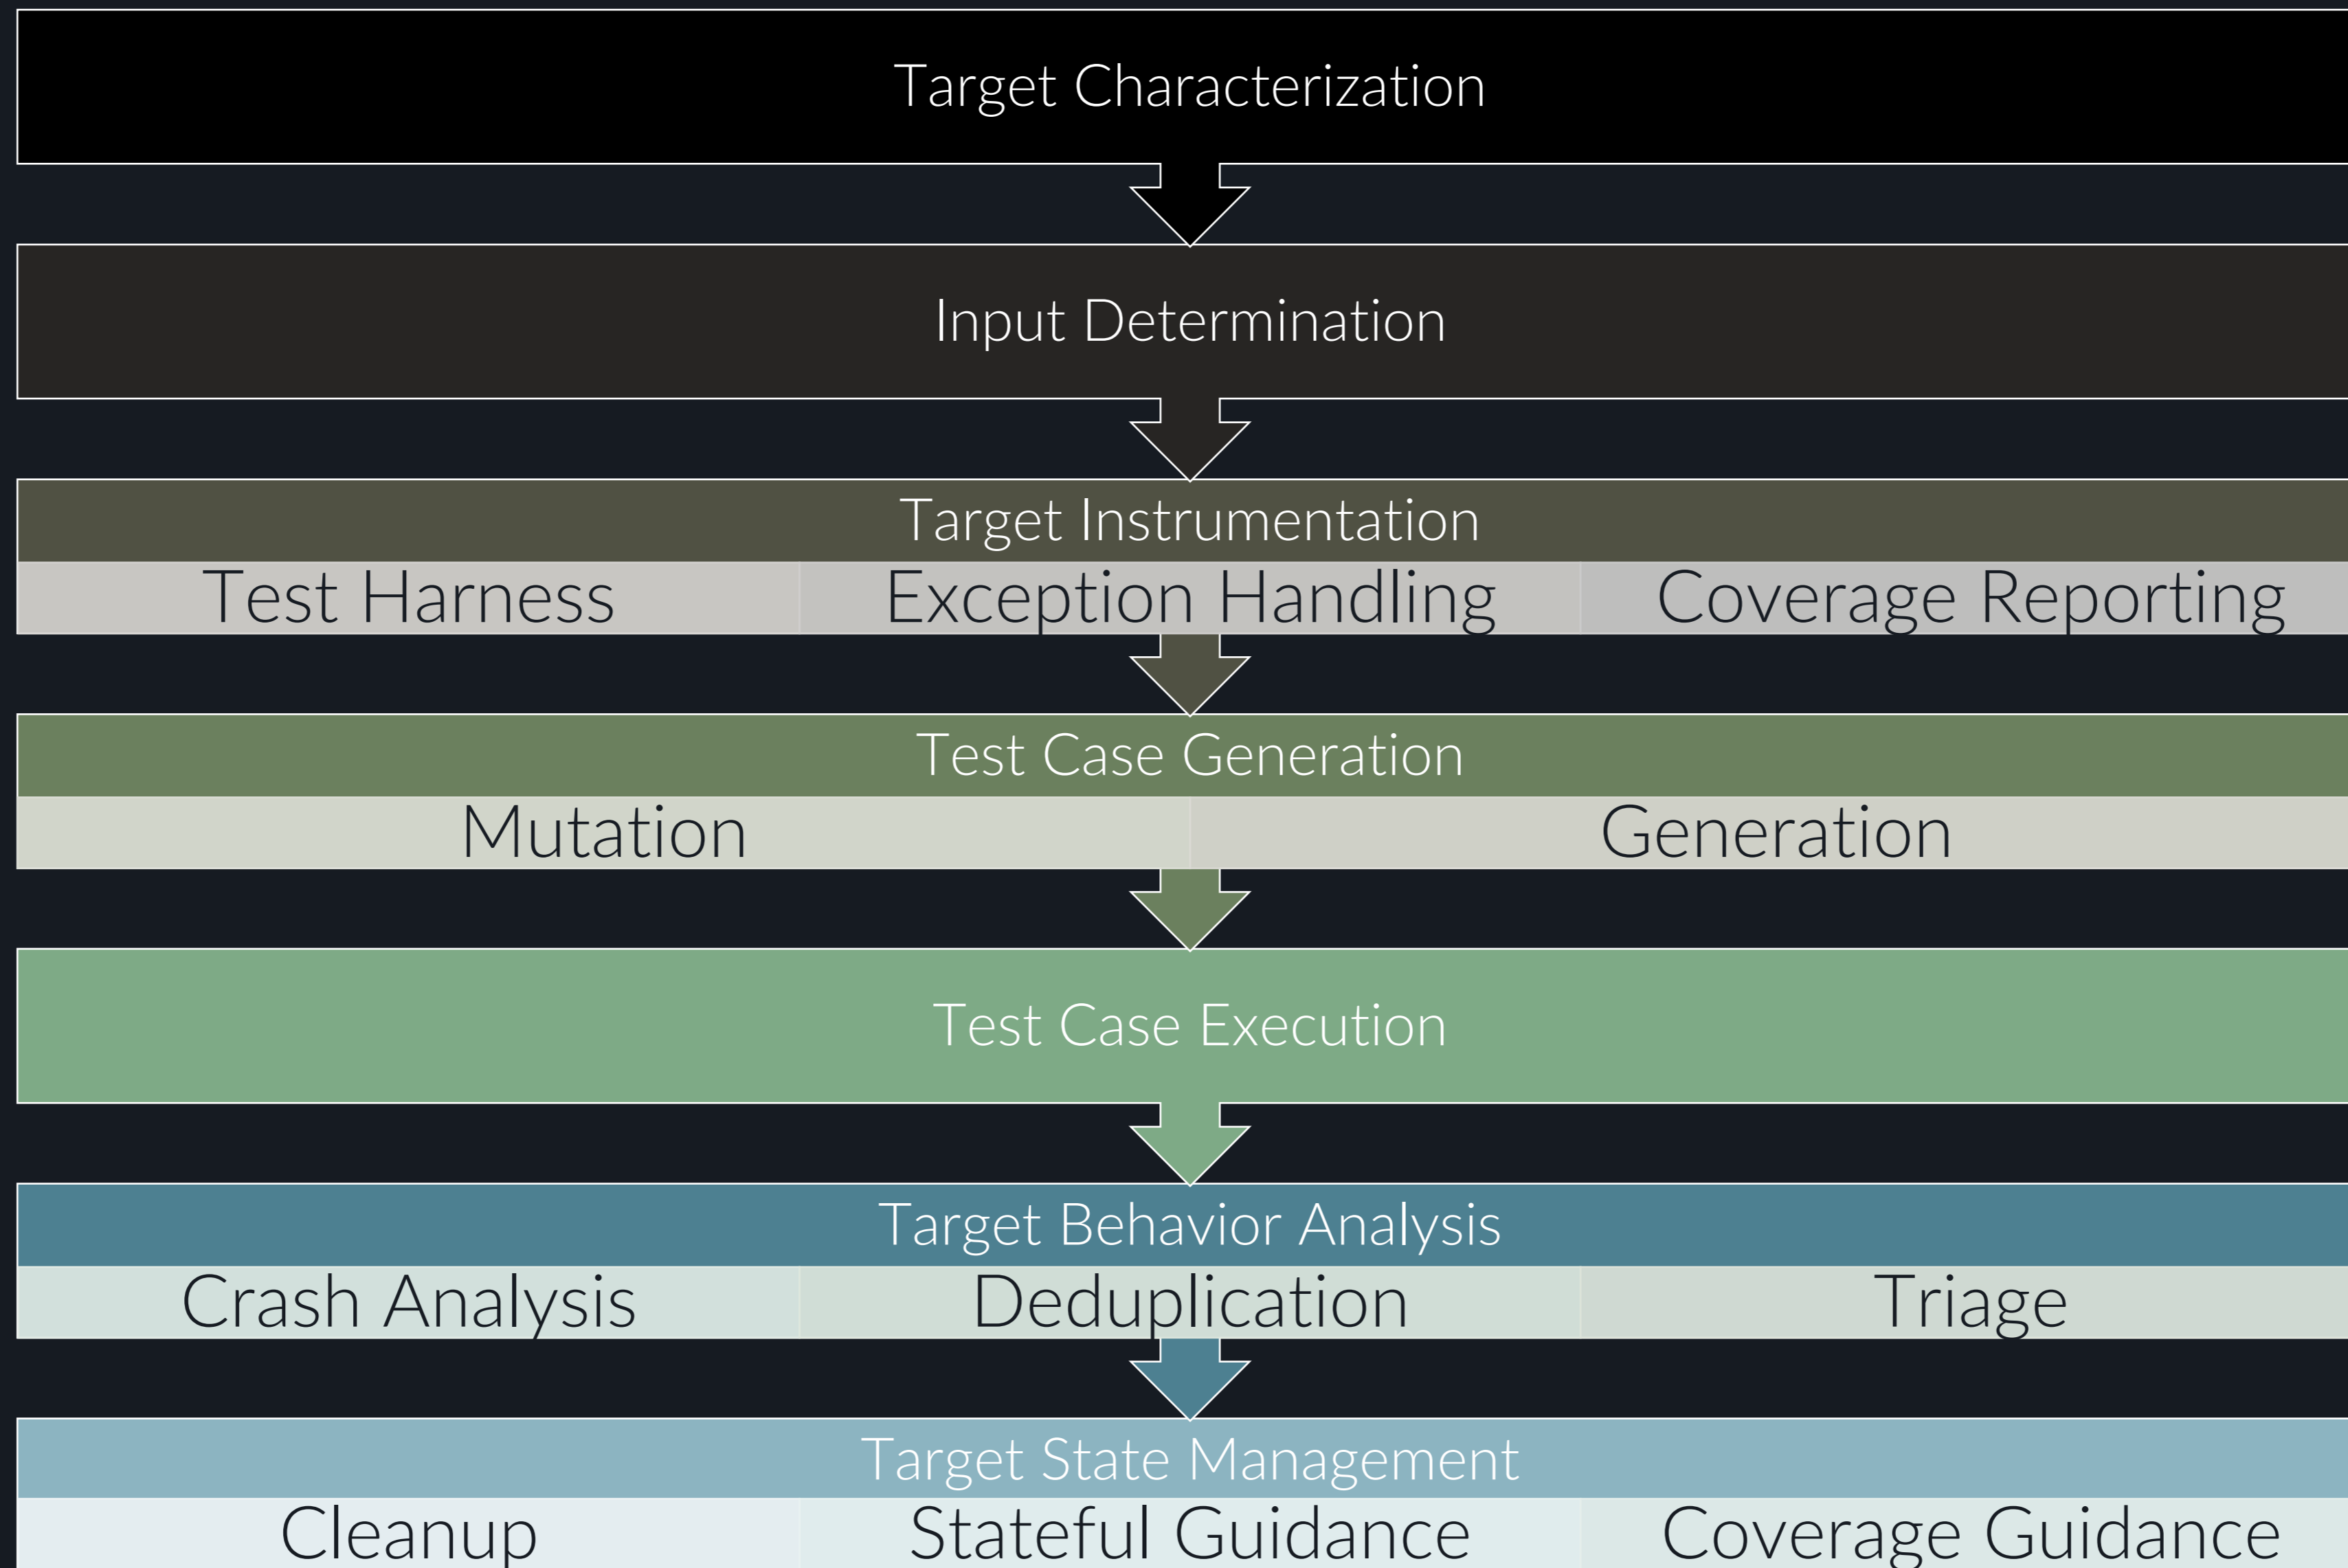 Target Characterization
Input Determination
Target Instrumentation
Test Harness
Exception Handling
Coverage Reporting
Test Case Generation
Mutation
Generation
Test Case Execution
Target Behavior Analysis
Crash Analysis
Deduplication
Triage
Target State Management
Cleanup
Stateful Guidance
Coverage Guidance